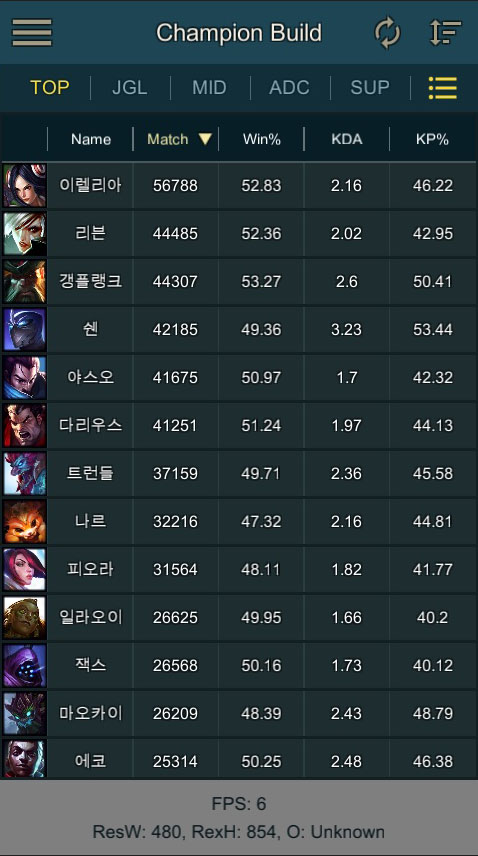 Champion Build
TOP JGL MID ADC SUP
Name Match Win% KDA KP%
이렐리아 56788 52.83 2.16 46.22
리븐 44485 52.36 2.02 42.95
갱플랭크 44307 53.27 2.6 50.41
쉔 42185 49.36 3.23 53.44
야스오 41675 50.97 1.7 42.32
다리우스 41251 51.24 1.97 44.13
트런들 37159 49.71 2.36 45.58
나르 32216 47.32 2.16 44.81
피오라 31564 48.11 1.82 41.77
일라오이 26625 49.95 1.66 40.2
잭스 26568 50.16 1.73 40.12
마오카이 26209 48.39 2.43 48.79
에코 25314 50.25 2.48 46.38
FPS: 6
ResW: 480, RexH: 854, O: Unknown